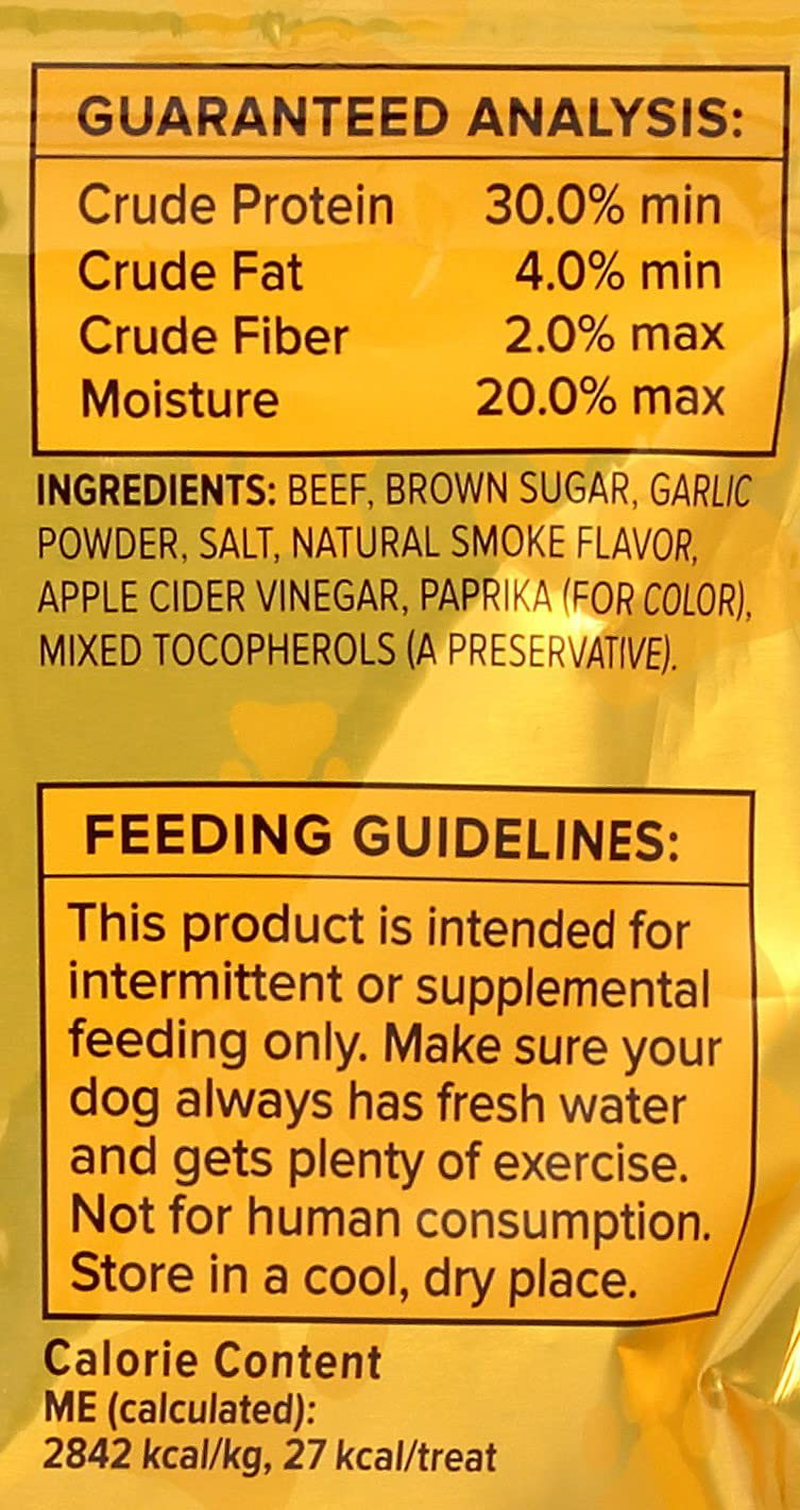 GUARANTEED ANALYSIS:
Crude Protein 30.0% min
Crude Fat 4.0% min
Crude Fiber 2.0% max
Moisture 20.0% max
INGREDIENTS: BEEF, BROWN SUGAR, GARLIC
POWDER, SALT, NATURAL SMOKE FLAVOR,
APPLE CIDER VINEGAR, PAPRIKA (FOR COLOR),
MIXED TOCOPHEROLS (A PRESERVATIVE).
FEEDING GUIDELINES:
This product is intended for
intermittent or supplemental
feeding only. Make sure your
dog always has fresh water
and gets plenty of exercise.
Not for human consumption.
Store in a cool, dry place.
Calorie Content
ME (calculated):
2842 kcal/kg, 27 kcal/treat